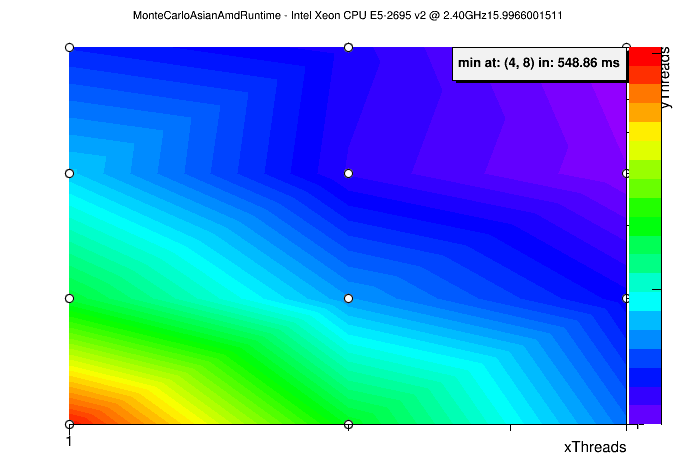 MonteCarloAsianAmdRuntime - Intel Xeon CPU E5-2695 v2 @ 2.40GHz15.9966001511
min at: (4, 8) in: 548.86 ms
yThreads
1
xThreads